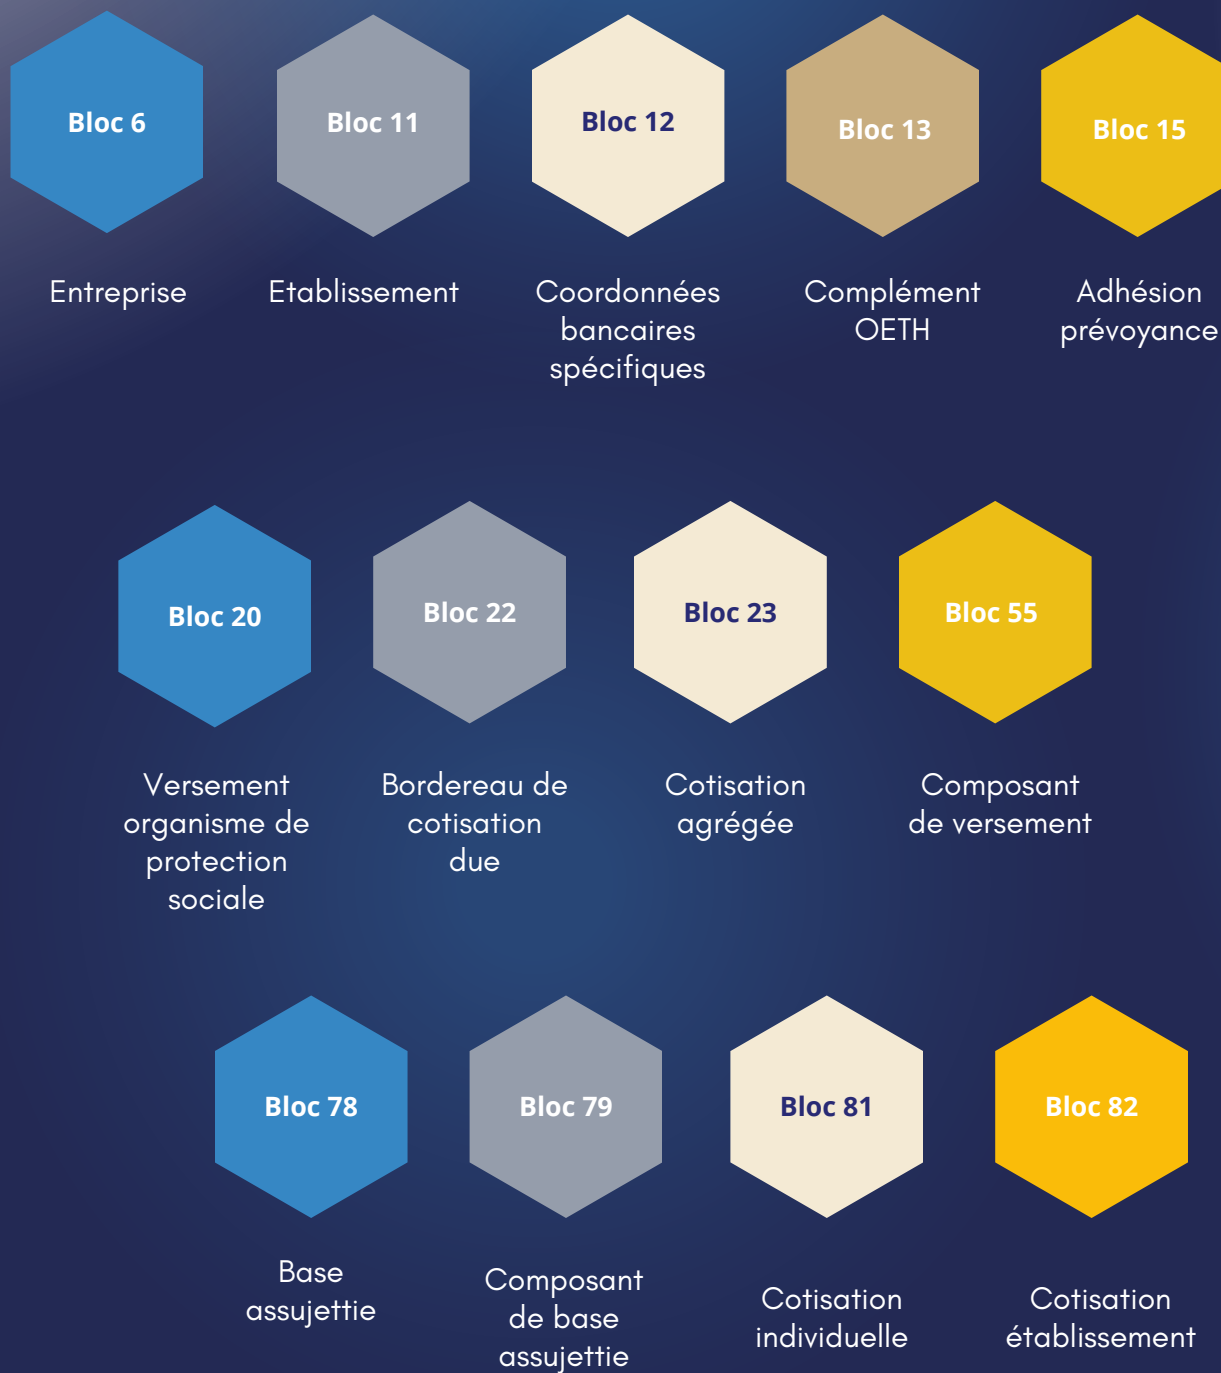 Bloc 6
Bloc 11
Bloc 12
Bloc 13
Bloc 15
Entreprise
Etablissement
Coordonnées
bancaires
spécifiques
Complément
OETH
Adhésion
prévoyance
Bloc 20
Bloc 22
Bloc 23
Bloc 55
Versement
organisme de
protection
sociale
Bordereau de
cotisation
due
Cotisation
agrégée
Composant
de versement
Bloc 78
Bloc 79
Bloc 81
Bloc 82
Base
assujettie
Composant
de base
assujettie
Cotisation
individuelle
Cotisation
établissement